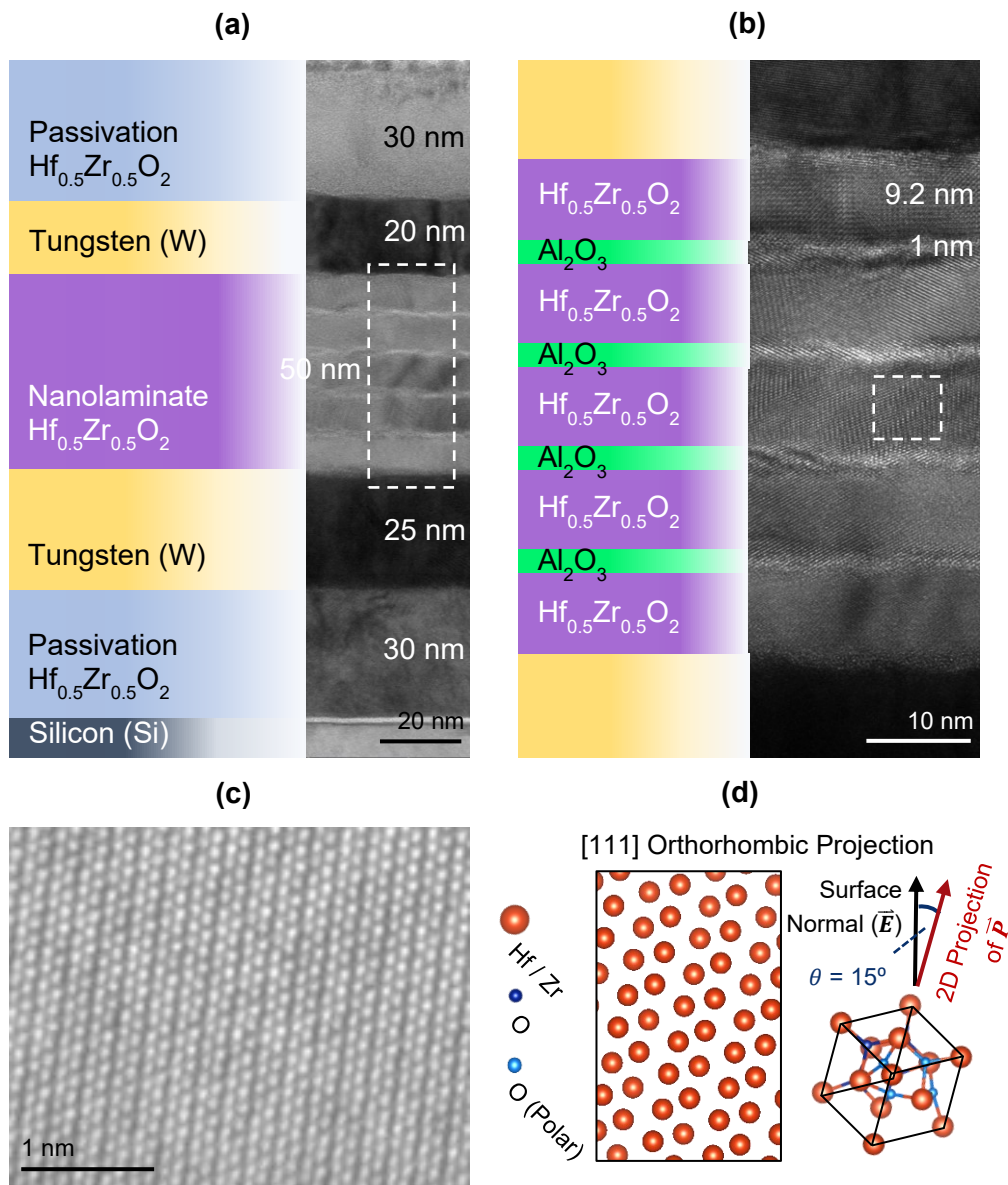 (a)
Passivation
Hf0.5Zr0.5O2
30 nm
Tungsten (W)
20 nm
50 nm
Nanolaminate
Hf0.5Zr0.5O2
Tungsten (W)
25 nm
Passivation
Hf0.5Zr0.5O2
30 nm
Silicon (Si)
20 nm
(b)
Hf0.5Zr0.5O2
9.2 nm
Al2O3
1 nm
Hf0.5Zr0.5O2
Al2O3
Hf0.5Zr0.5O2
Al2O3
Hf0.5Zr0.5O2
Al2O3
Hf0.5Zr0.5O2
10 nm
(c)
1 nm
(d)
[111] Orthorhombic Projection
Hf / Zr
O
O (Polar)
Surface
Normal (E⃗)
θ = 15º
2D Projection
of P⃗